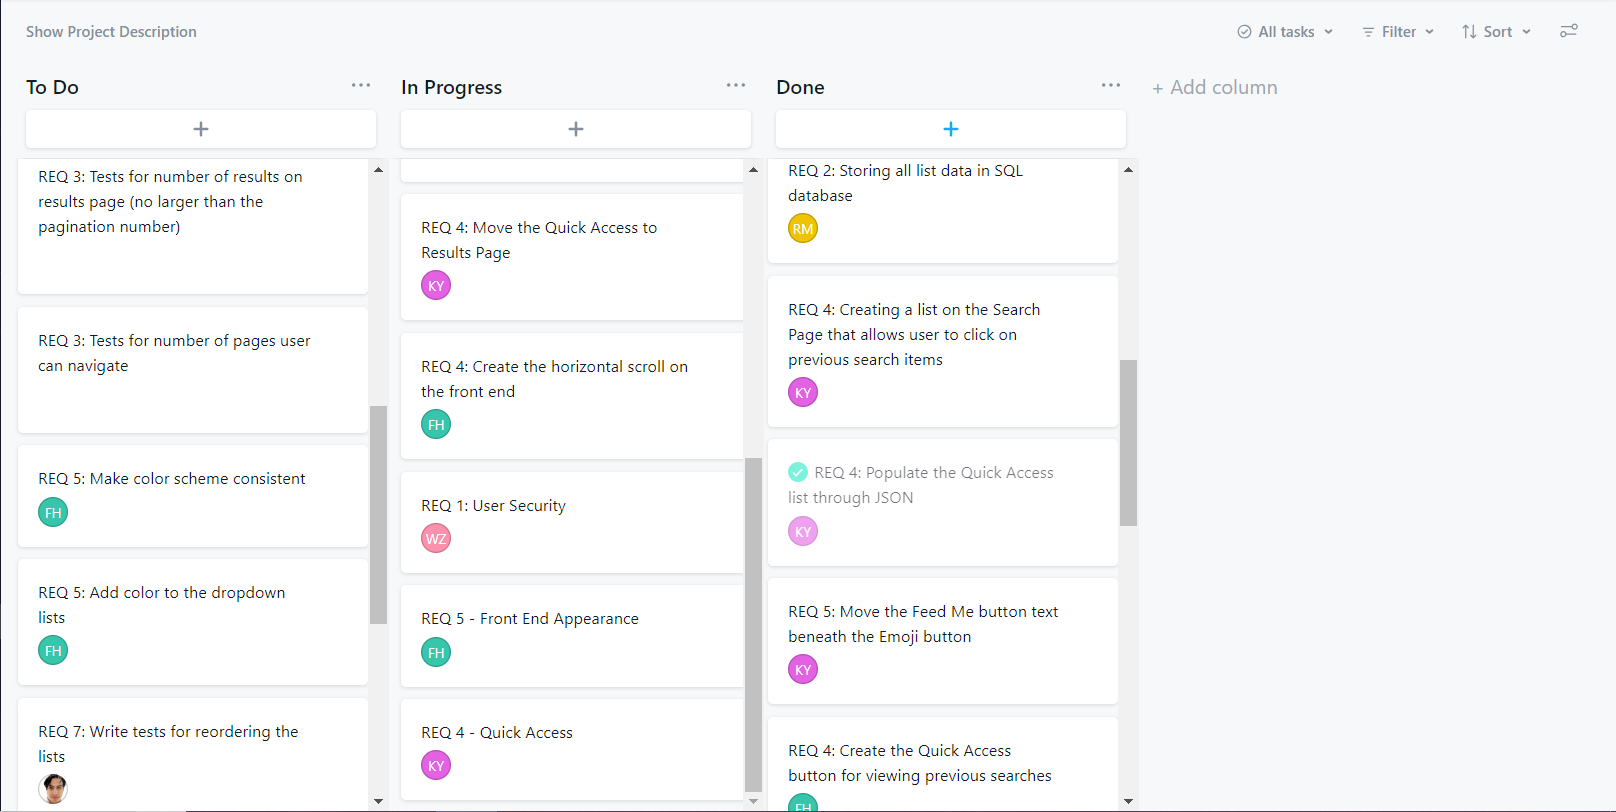 Show Project Description
All tasks
Filter
Sort
To Do
In Progress
Done
+ Add column
REQ 3: Tests for number of results on
results page (no larger than the
pagination number)
REQ 3: Tests for number of pages user
can navigate
REQ 5: Make color scheme consistent
FH
REQ 5: Add color to the dropdown
lists
FH
REQ 7: Write tests for reordering the
lists
REQ 4: Move the Quick Access to
Results Page
KY
REQ 4: Create the horizontal scroll on
the front end
FH
REQ 1: User Security
WZ
REQ 5 - Front End Appearance
FH
REQ 4 - Quick Access
KY
REQ 2: Storing all list data in SQL
database
RM
REQ 4: Creating a list on the Search
Page that allows user to click on
previous search items
KY
REQ 4: Populate the Quick Access
list through JSON
KY
REQ 5: Move the Feed Me button text
beneath the Emoji button
KY
REQ 4: Create the Quick Access
button for viewing previous searches
FH